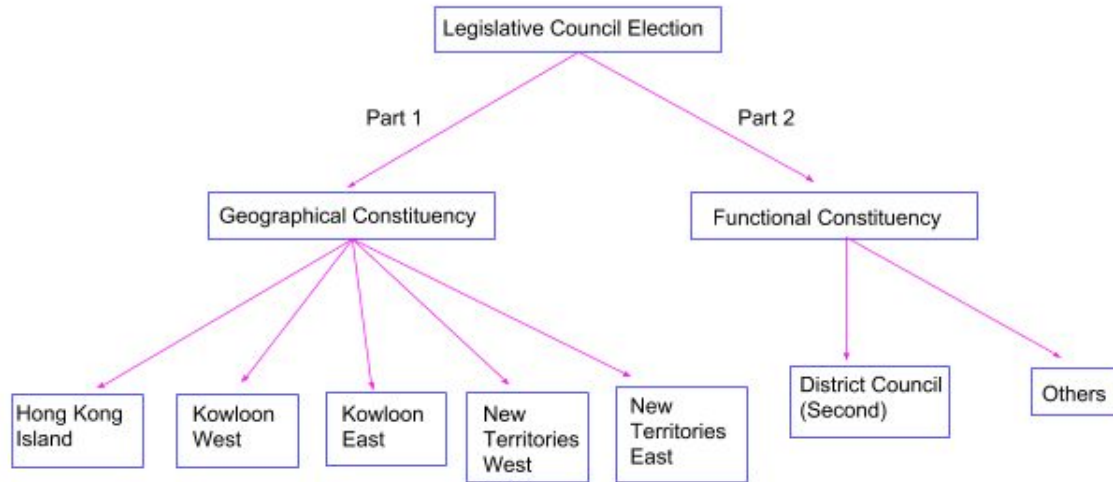 Legislative Council Election
Part 1
Part 2
Geographical Constituency
Functional Constituency
Hong Kong
Island
Kowloon
West
Kowloon
East
New
Territories
West
New
Territories
East
District Council
(Second)
Others